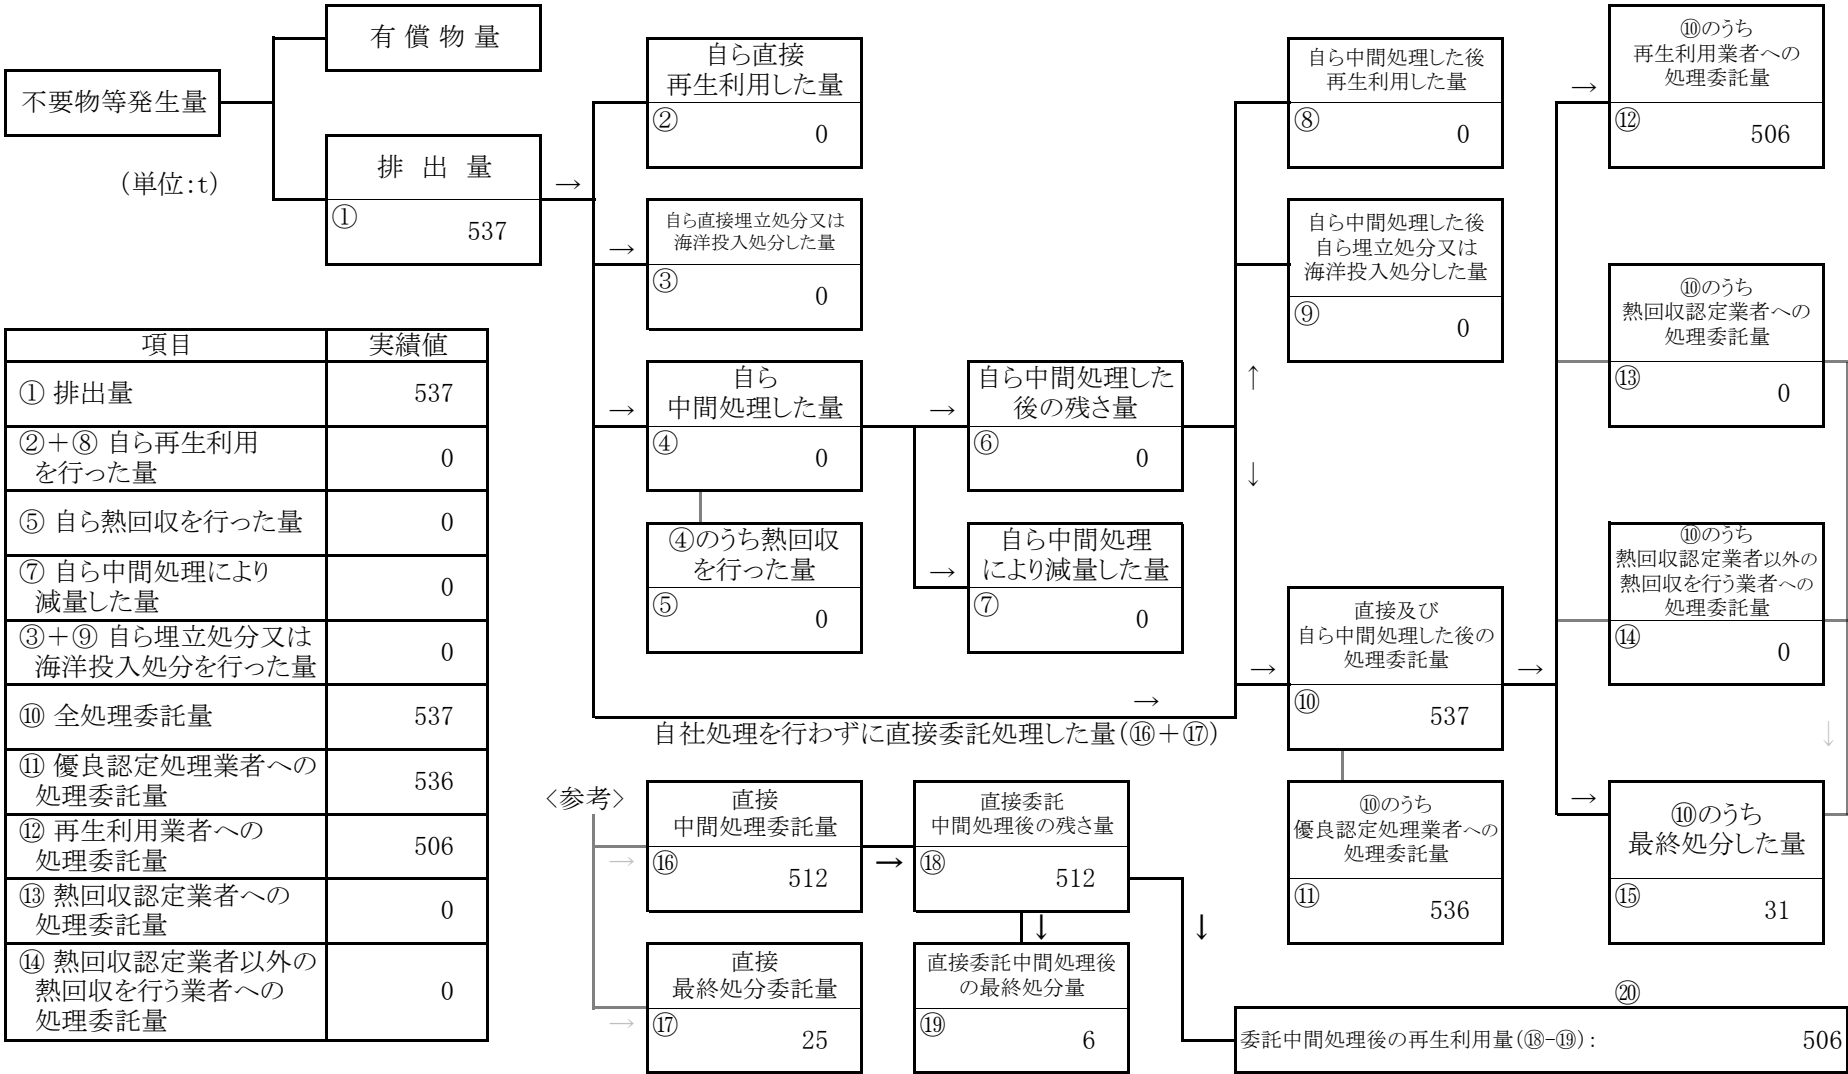 不要物等発生量
（単位:t）
有償物量
排出量
①
537
→
自ら直接
再生利用した量
②
0
→
自ら直接埋立処分又は
海洋投入処分した量
③
0
→
自ら
中間処理した量
④
0
④のうち熱回収
を行った量
⑤
0
→
自ら中間処理した
後の残さ量
⑥
0
→
自ら中間処理
により減量した量
⑦
0
↑
↓
自ら中間処理した後
再生利用した量
⑧
0
自ら中間処理した後
自ら埋立処分又は
海洋投入処分した量
⑨
0
→
自社処理を行わずに直接委託処理した量（⑯＋⑰）
→
直接及び
自ら中間処理した後の
処理委託量
⑩
537
⑩のうち
優良認定処理業者への
処理委託量
⑪
536
→
→
⑩のうち
再生利用業者への
処理委託量
⑫
506
⑩のうち
熱回収認定業者への
処理委託量
⑬
0
⑩のうち
熱回収認定業者以外の
熱回収を行う業者への
処理委託量
⑭
0
↓
→
⑩のうち
最終処分した量
⑮
31
項目 実績値
① 排出量 537
②＋⑧ 自ら再生利用
を行った量 0
⑤ 自ら熱回収を行った量 0
⑦ 自ら中間処理により
減量した量 0
③＋⑨ 自ら埋立処分又は
海洋投入処分を行った量 0
⑩ 全処理委託量 537
⑪ 優良認定処理業者への
処理委託量 536
⑫ 再生利用業者への
処理委託量 506
⑬ 熱回収認定業者への
処理委託量 0
⑭ 熱回収認定業者以外の
熱回収を行う業者への
処理委託量 0
〈参考〉
→
直接
中間処理委託量
⑯
512
→
直接委託
中間処理後の残さ量
⑱
512
↓
↓
→
直接
最終処分委託量
⑰
25
直接委託中間処理後
の最終処分量
⑲
6
⑳
委託中間処理後の再生利用量（⑱-⑲）： 506